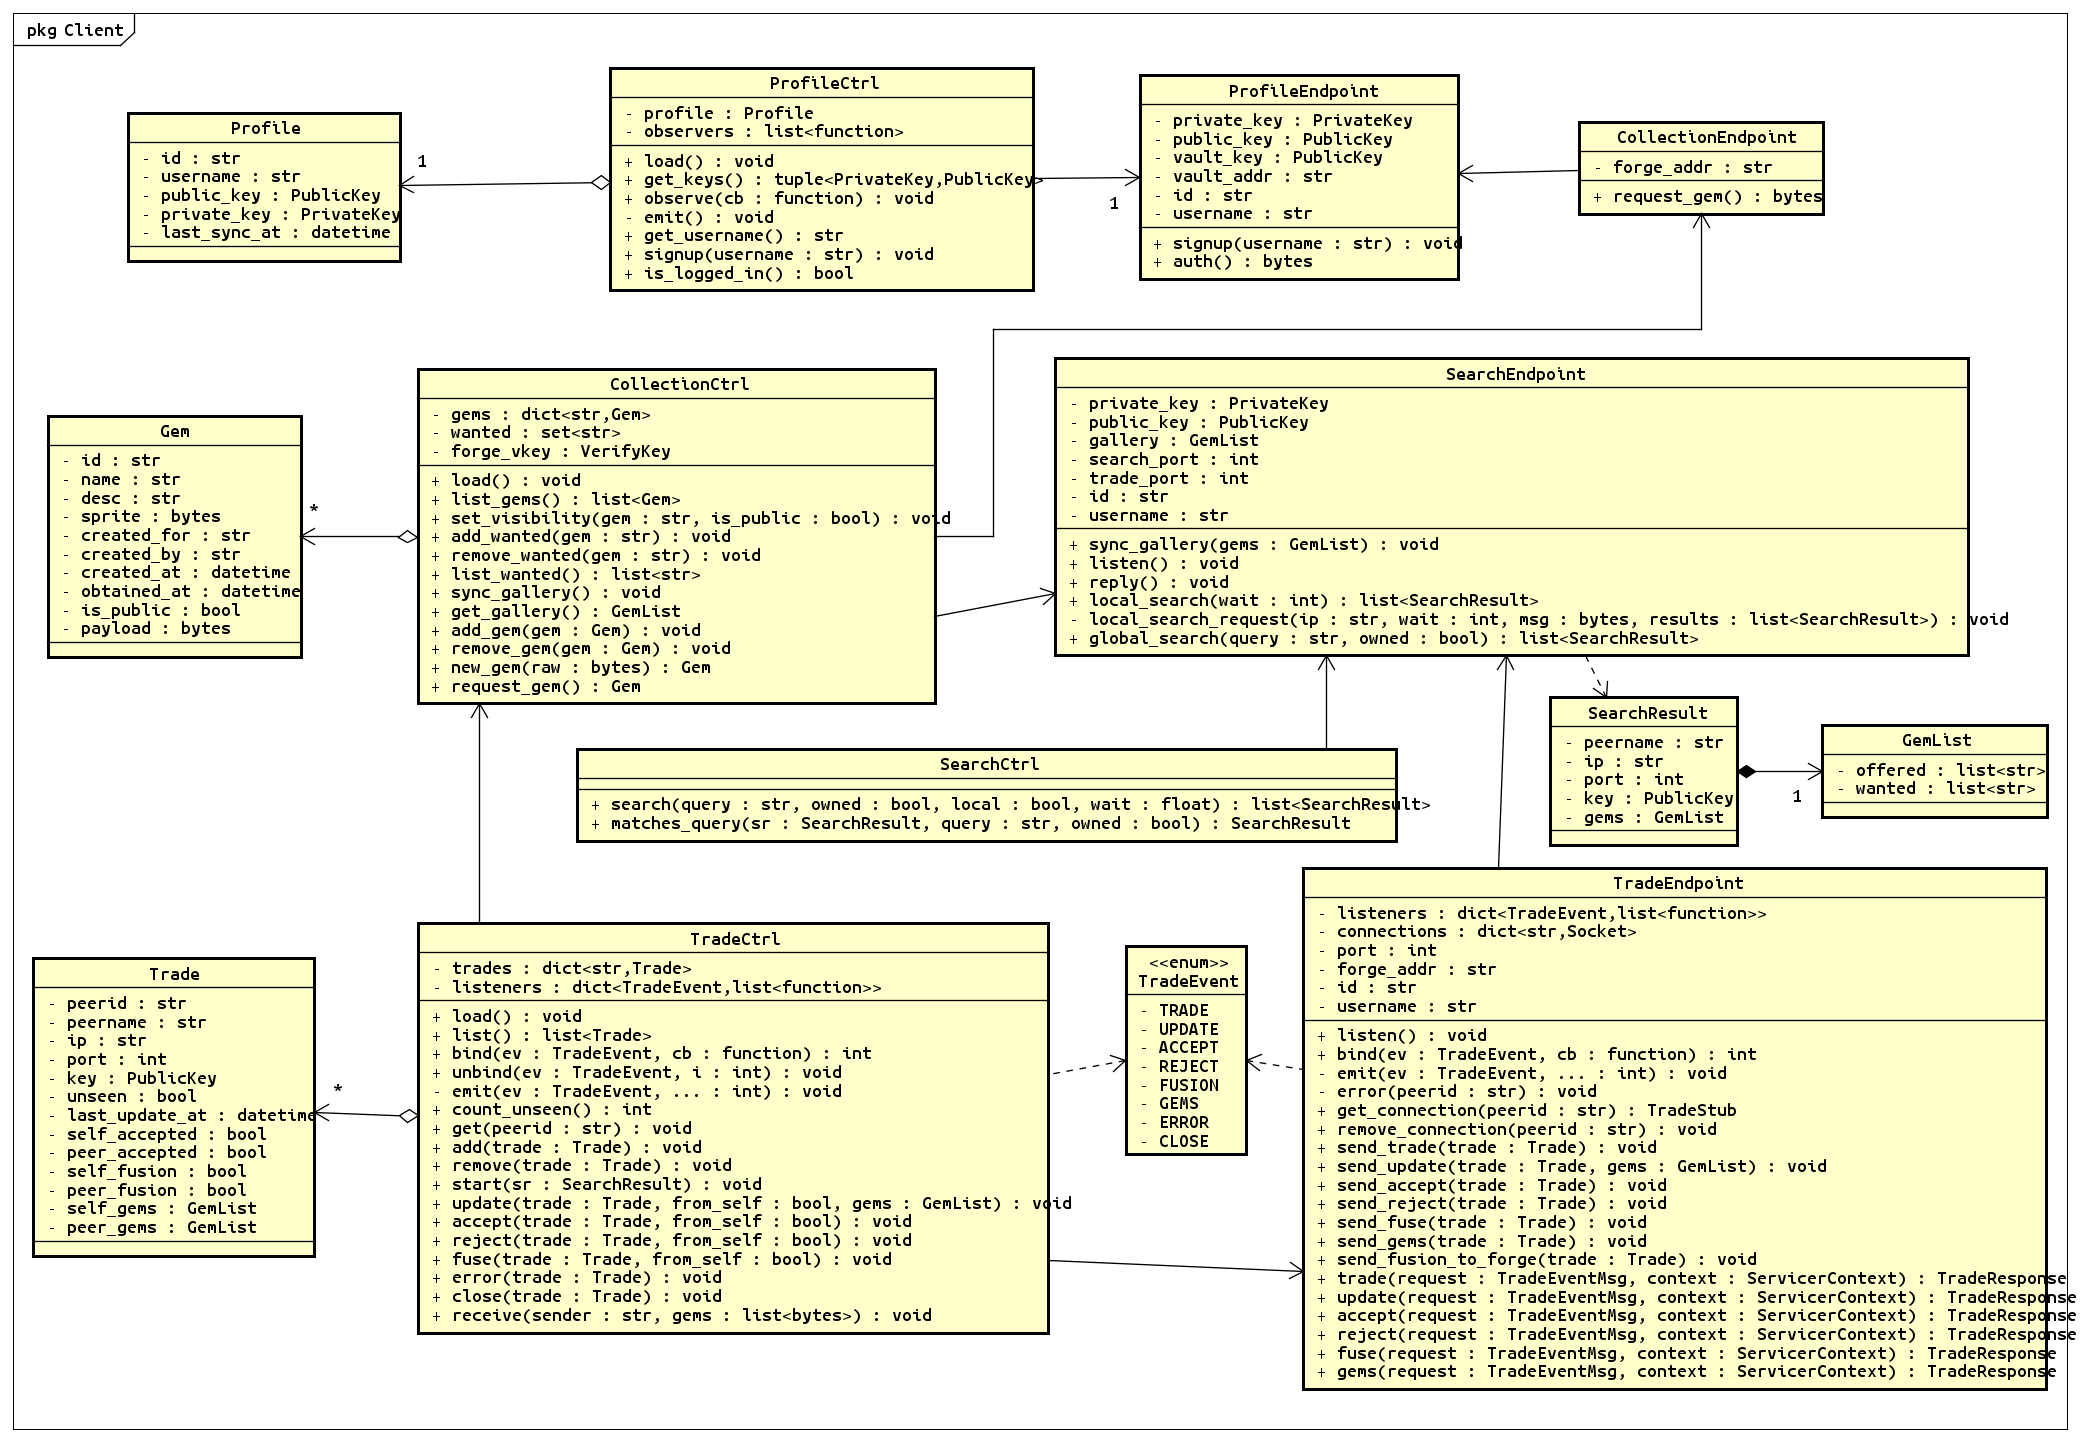 pkg Client
Profile
- id : str
- username : str
- public_key : PublicKey
- private_key : PrivateKey
- last_sync_at : datetime
1
ProfileCtrl
- profile : Profile
- observers : list<function>
+ load() : void
+ get_keys() : tuple<PrivateKey,PublicKey>
+ observe(cb : function) : void
- emit() : void
+ get_username() : str
+ signup(username : str) : void
+ is_logged_in() : bool
1
ProfileEndpoint
- private_key : PrivateKey
- public_key : PublicKey
- vault_key : PublicKey
- vault_addr : str
- id : str
- username : str
+ signup(username : str) : void
+ auth() : bytes
CollectionEndpoint
- forge_addr : str
+ request_gem() : bytes
Gem
- id : str
- name : str
- desc : str
- sprite : bytes
- created_for : str
- created_by : str
- created_at : datetime
- obtained_at : datetime
- is_public : bool
- payload : bytes
*
CollectionCtrl
- gems : dict<str,Gem>
- wanted : set<str>
- forge_vkey : VerifyKey
+ load() : void
+ list_gems() : list<Gem>
+ set_visibility(gem : str, is_public : bool) : void
+ add_wanted(gem : str) : void
+ remove_wanted(gem : str) : void
+ list_wanted() : list<str>
+ sync_gallery() : void
+ get_gallery() : GemList
+ add_gem(gem : Gem) : void
+ remove_gem(gem : Gem) : void
+ new_gem(raw : bytes) : Gem
+ request_gem() : Gem
SearchEndpoint
- private_key : PrivateKey
- public_key : PublicKey
- gallery : GemList
- search_port : int
- trade_port : int
- id : str
- username : str
+ sync_gallery(gems : GemList) : void
+ listen() : void
+ reply() : void
+ local_search(wait : int) : list<SearchResult>
- local_search_request(ip : str, wait : int, msg : bytes, results : list<SearchResult>) : void
+ global_search(query : str, owned : bool) : list<SearchResult>
SearchCtrl
+ search(query : str, owned : bool, local : bool, wait : float) : list<SearchResult>
+ matches_query(sr : SearchResult, query : str, owned : bool) : SearchResult
SearchResult
- peername : str
- ip : str
- port : int
- key : PublicKey
- gems : GemList
1
GemList
- offered : list<str>
- wanted : list<str>
Trade
- peerid : str
- peername : str
- ip : str
- port : int
- key : PublicKey
- unseen : bool
- last_update_at : datetime
- self_accepted : bool
- peer_accepted : bool
- self_fusion : bool
- peer_fusion : bool
- self_gems : GemList
- peer_gems : GemList
*
TradeCtrl
- trades : dict<str,Trade>
- listeners : dict<TradeEvent,list<function>>
+ load() : void
+ list() : list<Trade>
+ bind(ev : TradeEvent, cb : function) : int
+ unbind(ev : TradeEvent, i : int) : void
- emit(ev : TradeEvent, ... : int) : void
+ count_unseen() : int
+ get(peerid : str) : void
+ add(trade : Trade) : void
+ remove(trade : Trade) : void
+ start(sr : SearchResult) : void
+ update(trade : Trade, from_self : bool, gems : GemList) : void
+ accept(trade : Trade, from_self : bool) : void
+ reject(trade : Trade, from_self : bool) : void
+ fuse(trade : Trade, from_self : bool) : void
+ error(trade : Trade) : void
+ close(trade : Trade) : void
+ receive(sender : str, gems : list<bytes>) : void
<<enum>>
TradeEvent
- TRADE
- UPDATE
- ACCEPT
- REJECT
- FUSION
- GEMS
- ERROR
- CLOSE
TradeEndpoint
- listeners : dict<TradeEvent,list<function>>
- connections : dict<str,Socket>
- port : int
- forge_addr : str
- id : str
- username : str
+ listen() : void
+ bind(ev : TradeEvent, cb : function) : int
- emit(ev : TradeEvent, ... : int) : void
- error(peerid : str) : void
+ get_connection(peerid : str) : TradeStub
+ remove_connection(peerid : str) : void
+ send_trade(trade : Trade) : void
+ send_update(trade : Trade, gems : GemList) : void
+ send_accept(trade : Trade) : void
+ send_reject(trade : Trade) : void
+ send_fuse(trade : Trade) : void
+ send_gems(trade : Trade) : void
+ send_fusion_to_forge(trade : Trade) : void
+ trade(request : TradeEventMsg, context : ServicerContext) : TradeResponse
+ update(request : TradeEventMsg, context : ServicerContext) : TradeResponse
+ accept(request : TradeEventMsg, context : ServicerContext) : TradeResponse
+ reject(request : TradeEventMsg, context : ServicerContext) : TradeResponse
+ fuse(request : TradeEventMsg, context : ServicerContext) : TradeResponse
+ gems(request : TradeEventMsg, context : ServicerContext) : TradeResponse